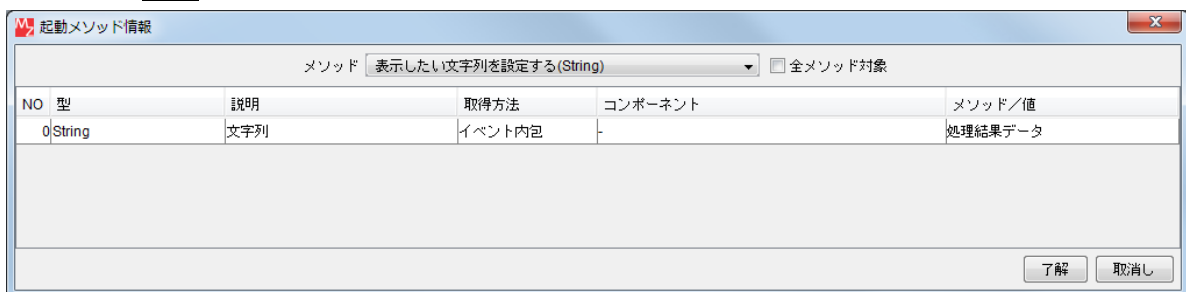 起動メソッド情報
メソッド 表示したい文字列を設定する(String) 全メソッド対象
NO 型 説明 取得方法 コンポーネント メソッド／値
0 String 文字列 イベント内包 - 処理結果データ
了解 取消し